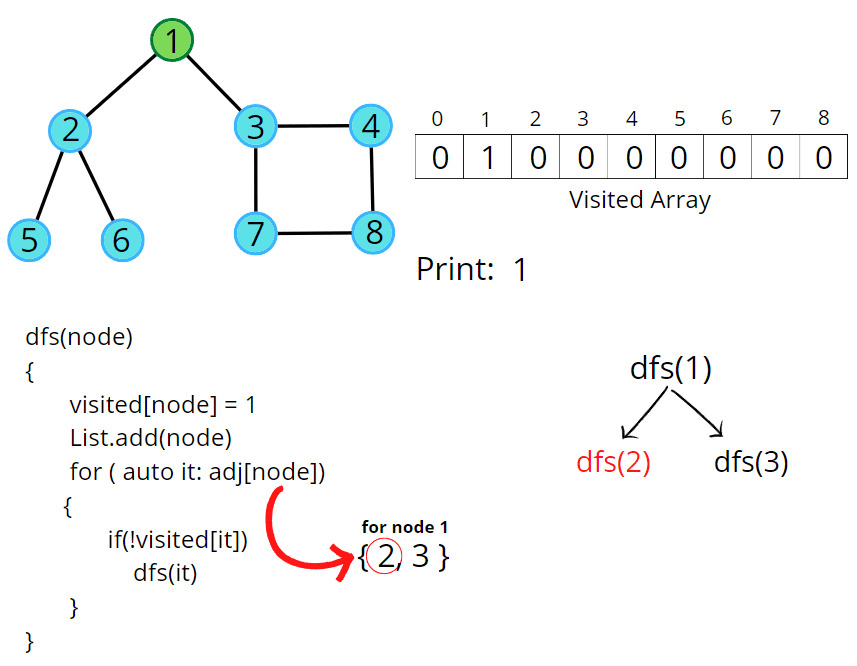 1
2
3
4
5
6
7
8
0 1 2 3 4 5 6 7 8
0 1 0 0 0 0 0 0 0
Visited Array
Print: 1
dfs(node)
{
visited[node] = 1
List.add(node)
for ( auto it: adj[node])
{
if(!visited[it])
dfs(it)
}
}
for node 1
{ 2, 3 }
dfs(1)
dfs(2) dfs(3)